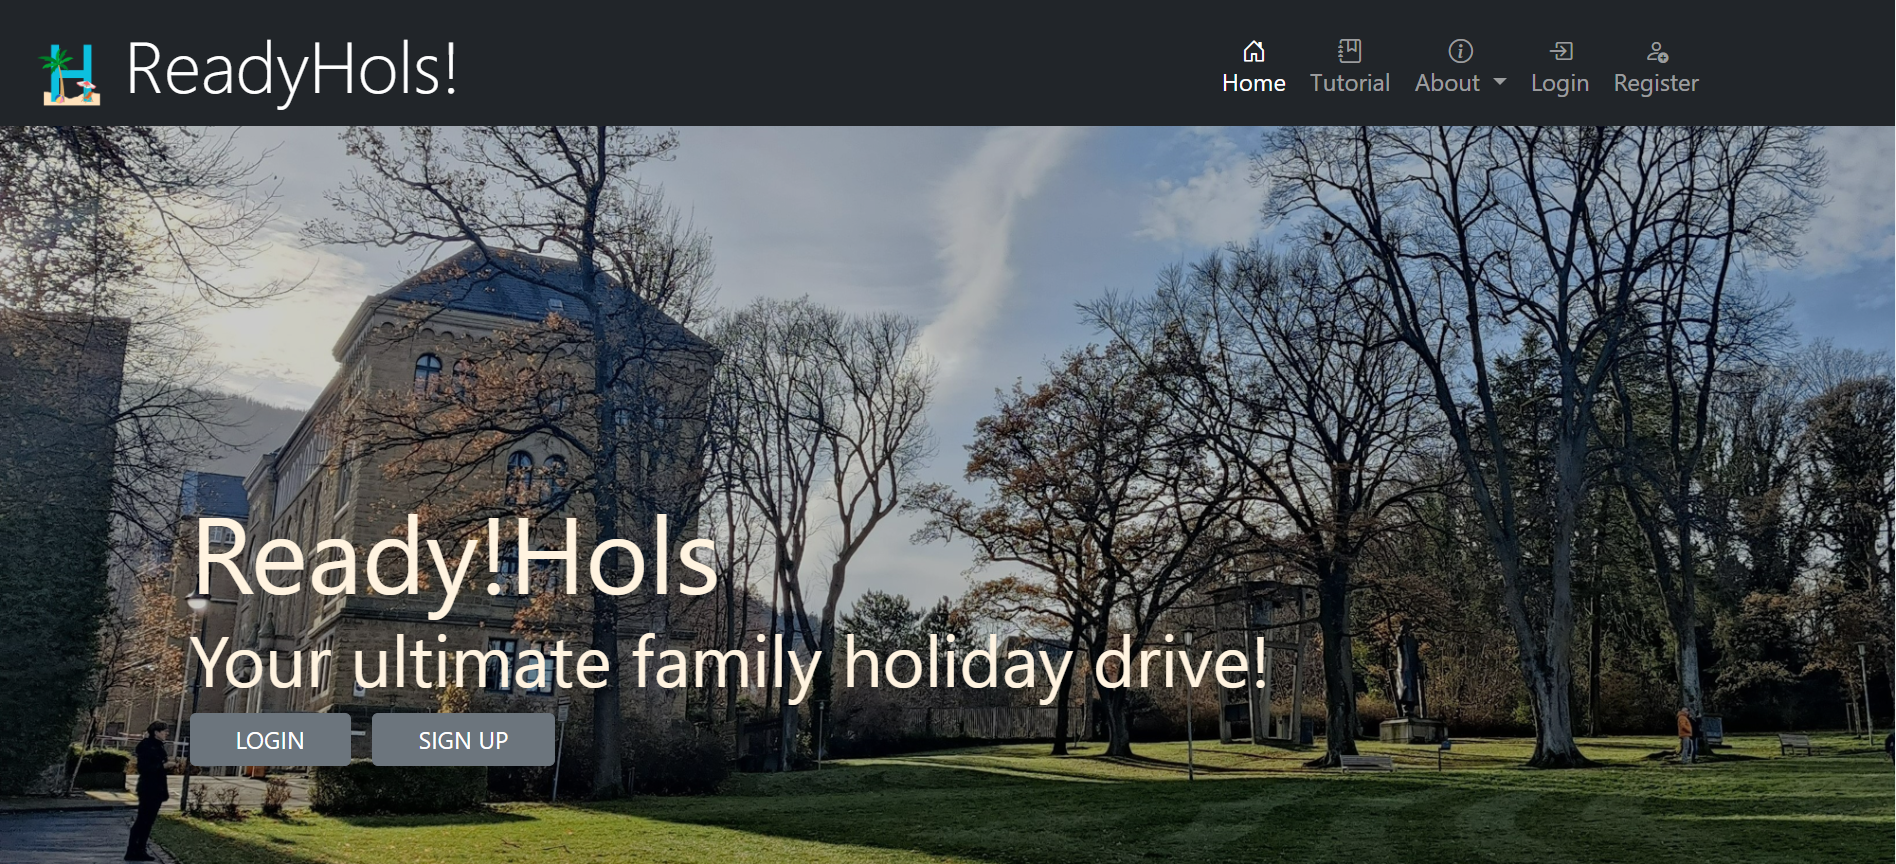 ReadyHols!
Home Tutorial About Login Register
Ready!Hols
Your ultimate family holiday drive!
LOGIN SIGN UP